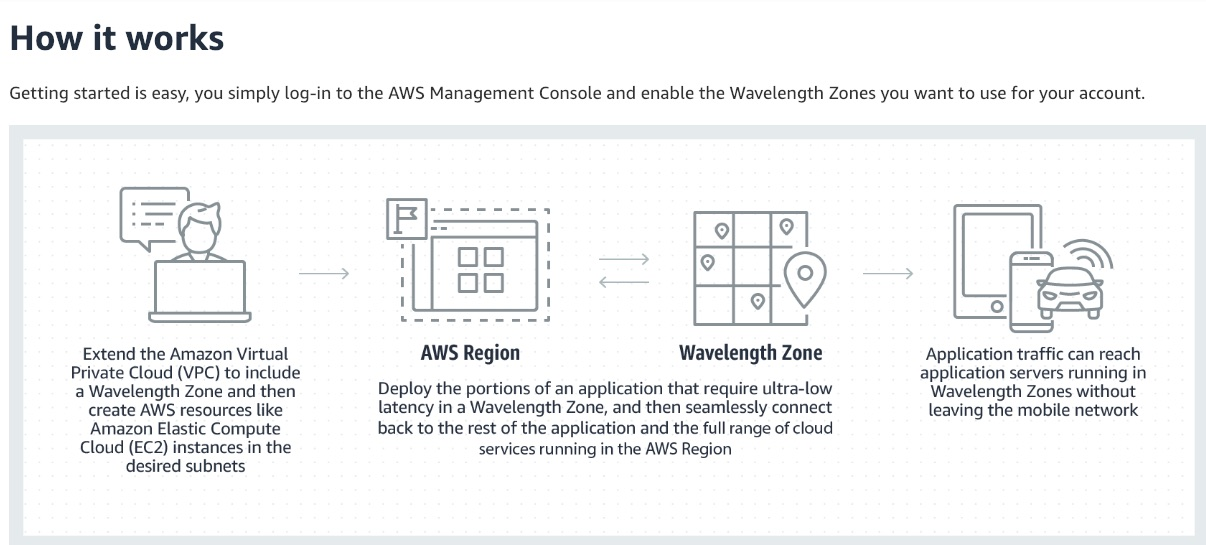 How it works
Getting started is easy, you simply log-in to the AWS Management Console and enable the Wavelength Zones you want to use for your account.
Extend the Amazon Virtual
Private Cloud (VPC) to include
a Wavelength Zone and then
create AWS resources like
Amazon Elastic Compute
Cloud (EC2) instances in the
desired subnets
AWS Region
Wavelength Zone
Deploy the portions of an application that require ultra-low
latency in a Wavelength Zone, and then seamlessly connect
back to the rest of the application and the full range of cloud
services running in the AWS Region
Application traffic can reach
application servers running in
Wavelength Zones without
leaving the mobile network